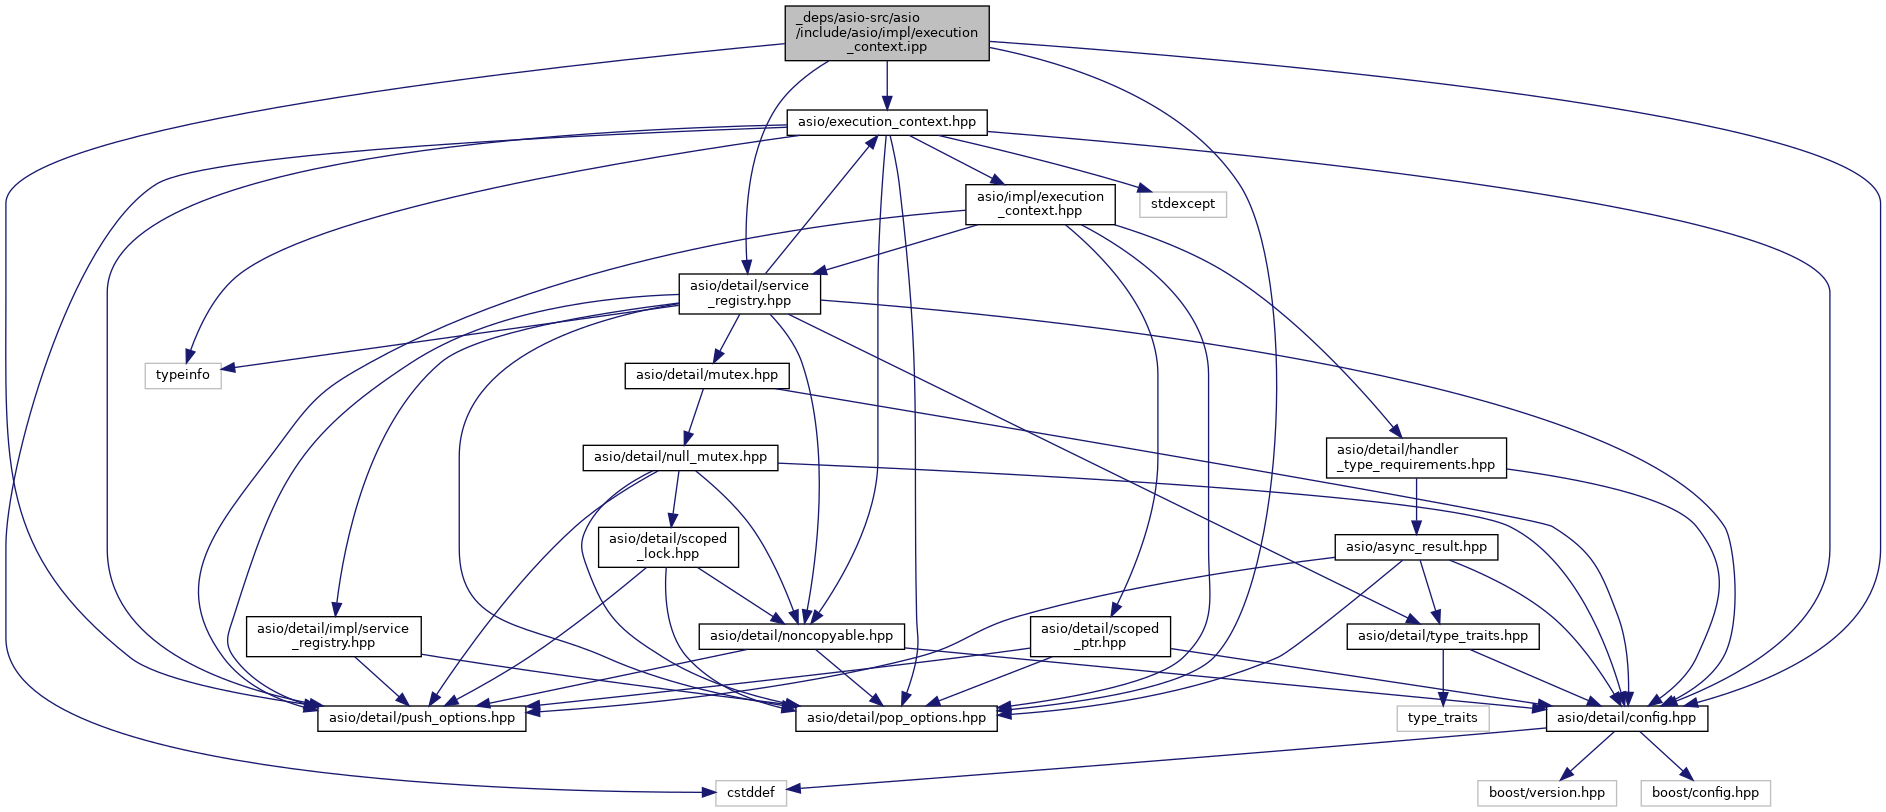 _deps/asio-src/asio
/include/asio/impl/execution
_context.ipp
asio/execution_context.hpp
asio/impl/execution
_context.hpp
stdexcept
asio/detail/service
_registry.hpp
typeinfo
asio/detail/mutex.hpp
asio/detail/null_mutex.hpp
asio/detail/handler
_type_requirements.hpp
asio/detail/scoped
_lock.hpp
asio/async_result.hpp
asio/detail/impl/service
_registry.hpp
asio/detail/noncopyable.hpp
asio/detail/scoped
_ptr.hpp
asio/detail/type_traits.hpp
asio/detail/push_options.hpp
asio/detail/pop_options.hpp
type_traits
asio/detail/config.hpp
cstddef
boost/version.hpp
boost/config.hpp